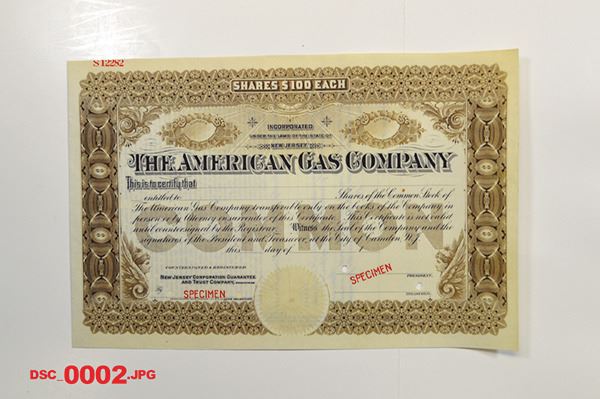 S 12282
SHARES $100 EACH
INCORPORATED
UNDER THE LAWS OF THE STATE OF
NEW JERSEY
THE AMERICAN GAS COMPANY
This is to certify that
entitled to Shares of the Common Stock of
The American Gas Company transferable only on the books of the Company in
person or by Attorney on surrender of this Certificate. This Certificate is not valid
until countersigned by the Registrar. Witness the Seal of the Company and the
signatures of the President and Treasurer, at the City of Camden, N.J.
this day of
SPECIMEN
COUNTERSIGNED & REGISTERED
NEW JERSEY CORPORATION GUARANTEE
AND TRUST COMPANY,
By
SPECIMEN
SPECIMEN
PRESIDENT.
DSC_0002.JPG